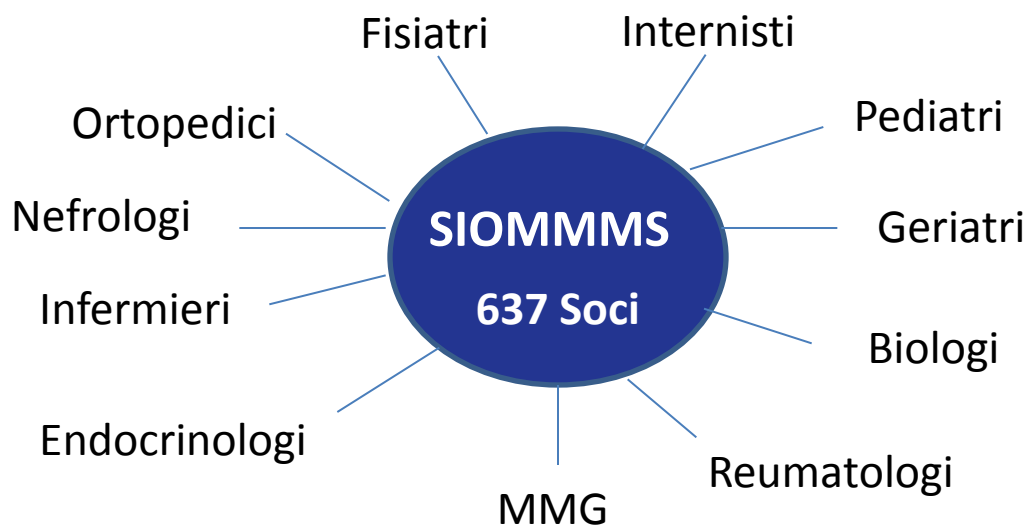 Fisiatri
Internisti
Ortopedici
Pediatri
Nefrologi
SIOMMMS
Geriatri
Infermieri
637 Soci
Biologi
Endocrinologi
Reumatologi
MMG